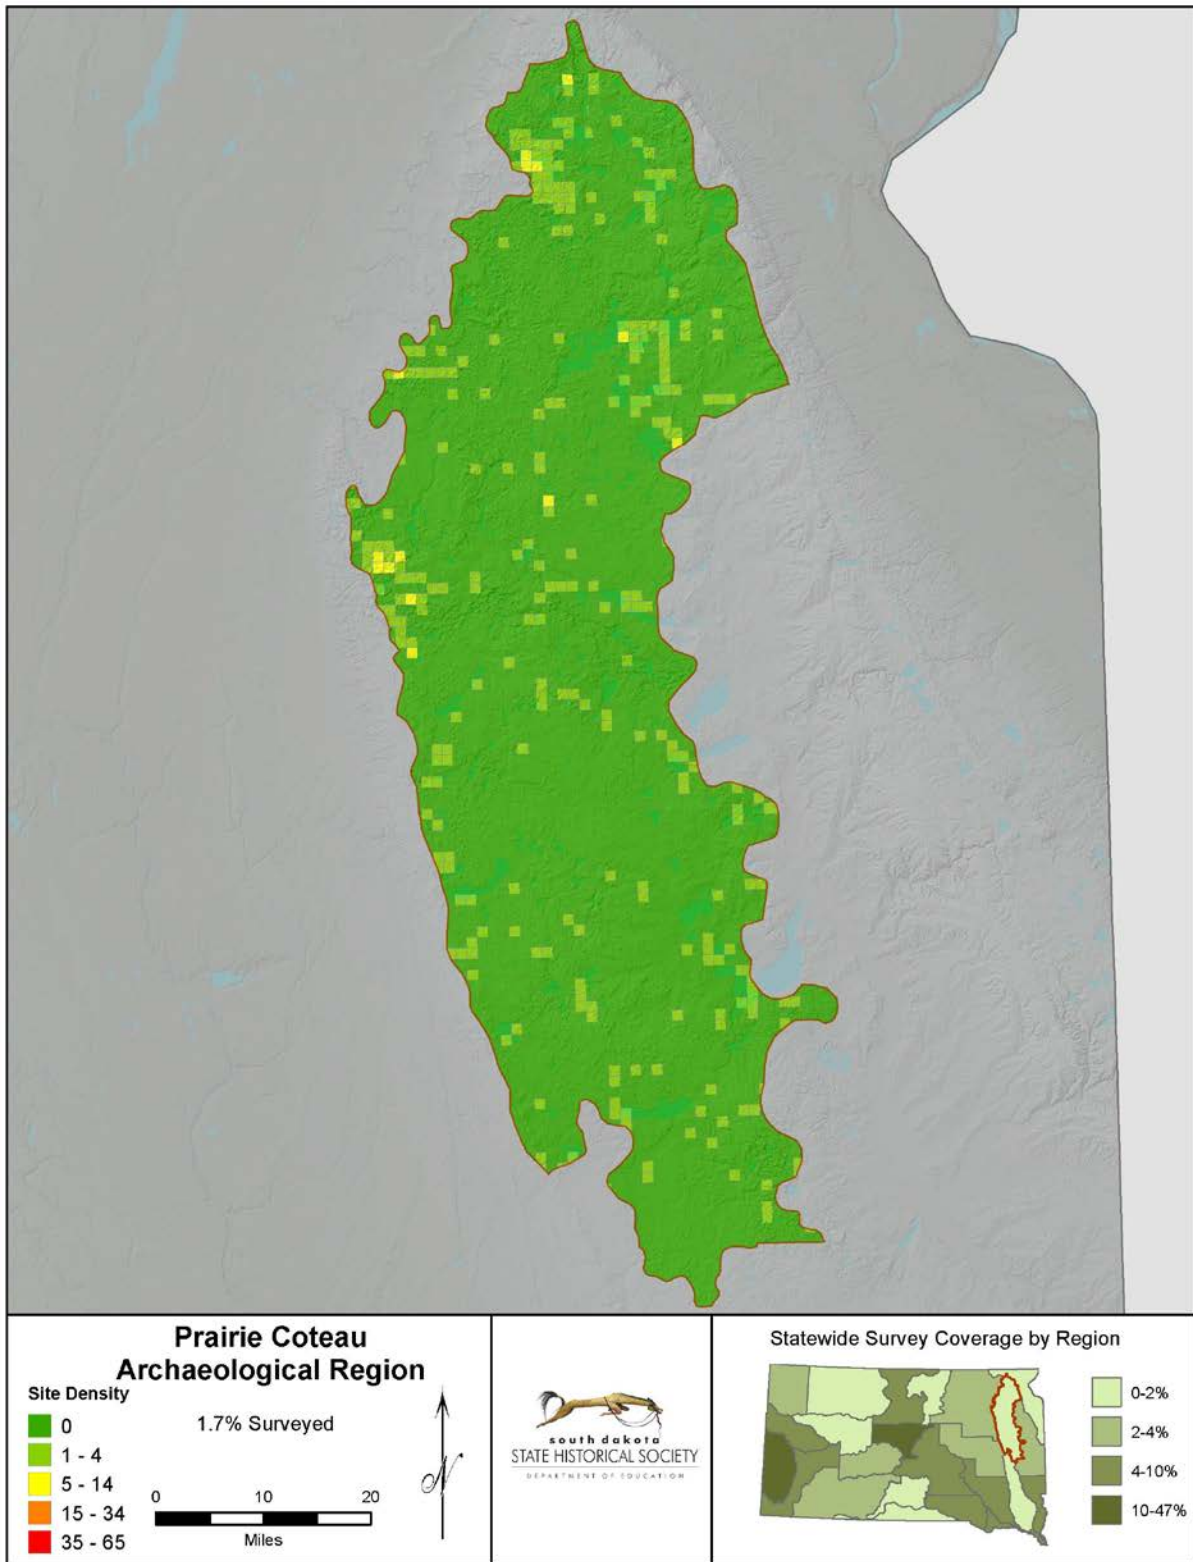 Prairie Coteau
Archaeological Region
Site Density
0
1 - 4
5 - 14
15 - 34
35 - 65
1.7% Surveyed
0 10 20
Miles
N
south dakota
STATE HISTORICAL SOCIETY
DEPARTMENT OF EDUCATION
Statewide Survey Coverage by Region
0-2%
2-4%
4-10%
10-47%